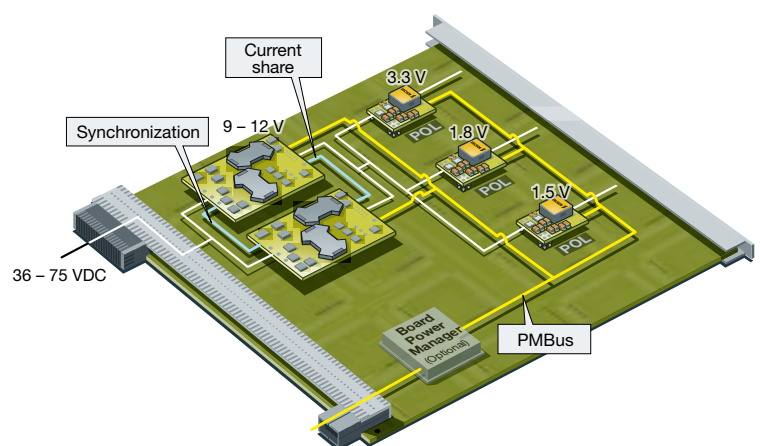 Current
share
3.3 V
Synchronization
9 – 12 V
POL
1.8 V
POL
1.5 V
POL
36 – 75 VDC
Board
Power
Manager
(Optional)
PMBus